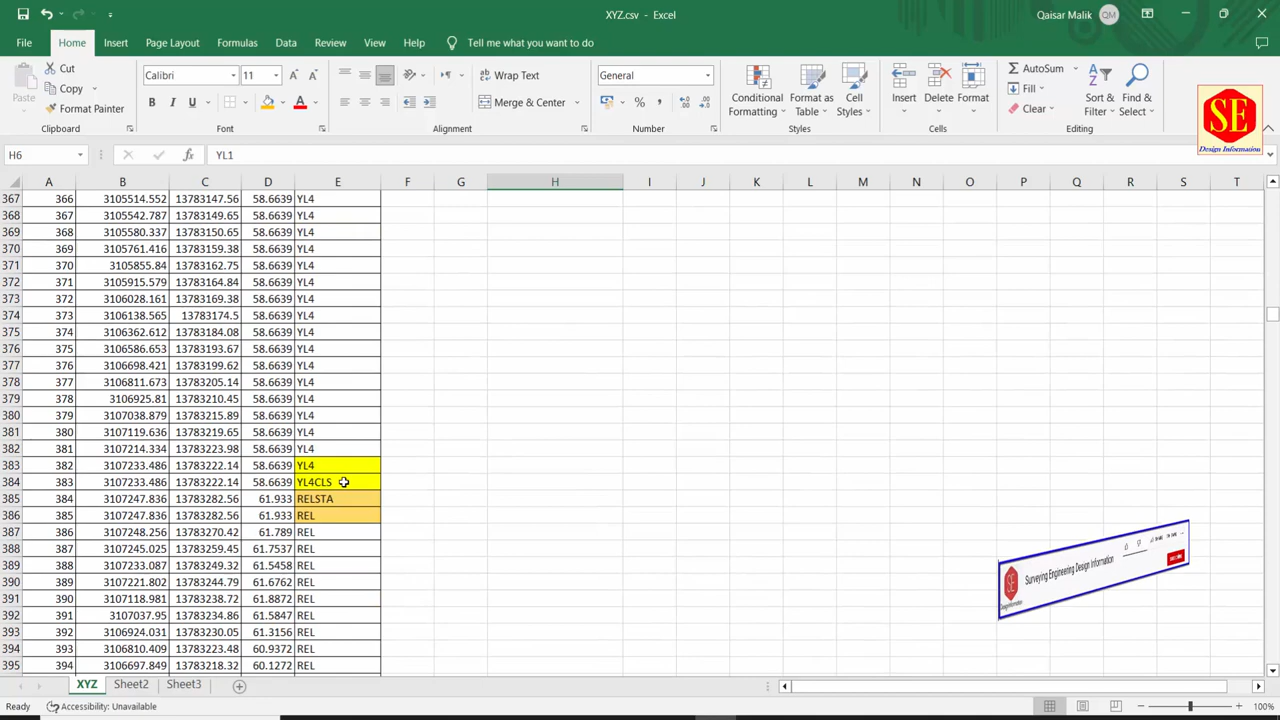 XYZ.csv - Excel
Qaisar Malik QM
File Home Insert Page Layout Formulas Data Review View Help Tell me what you want to do
Paste Cut Copy Format Painter Clipboard
Calibri 11 B I U A Font
Wrap Text Merge & Center Alignment
General % , Number
Conditional Formatting Format as Table Cell Styles Styles
Insert Delete Format Cells
AutoSum Fill Clear Sort & Filter Find & Select Editing
SE
Design Information
H6 fx YL1
A B C D E F G H I J K L M N O P Q R S T
367 366 3105514.552 13783147.56 58.6639 YL4
368 367 3105542.787 13783149.65 58.6639 YL4
369 368 3105580.337 13783150.65 58.6639 YL4
370 369 3105761.416 13783159.38 58.6639 YL4
371 370 3105855.84 13783162.75 58.6639 YL4
372 371 3105915.579 13783164.84 58.6639 YL4
373 372 3106028.161 13783169.38 58.6639 YL4
374 373 3106138.565 13783174.5 58.6639 YL4
375 374 3106362.612 13783184.08 58.6639 YL4
376 375 3106586.653 13783193.67 58.6639 YL4
377 376 3106698.421 13783199.62 58.6639 YL4
378 377 3106811.673 13783205.14 58.6639 YL4
379 378 3106925.81 13783210.45 58.6639 YL4
380 379 3107038.879 13783215.89 58.6639 YL4
381 380 3107119.636 13783219.65 58.6639 YL4
382 381 3107214.334 13783223.98 58.6639 YL4
383 382 3107233.486 13783222.14 58.6639 YL4
384 383 3107233.486 13783222.14 58.6639 YL4CLS
385 384 3107247.836 13783282.56 61.933 RELSTA
386 385 3107247.836 13783282.56 61.933 REL
387 386 3107248.256 13783270.42 61.789 REL
388 387 3107245.025 13783259.45 61.7537 REL
389 388 3107233.087 13783249.32 61.5458 REL
390 389 3107221.802 13783244.79 61.6762 REL
391 390 3107118.981 13783238.72 61.8872 REL
392 391 3107037.95 13783234.86 61.5847 REL
393 392 3106924.031 13783230.05 61.3156 REL
394 393 3106810.409 13783224.13 60.9372 REL
395 394 3106697.849 13783218.32 60.1272 REL
SE Surveying Engineering Design Information
XYZ Sheet2 Sheet3
Ready Accessibility: Unavailable 100%